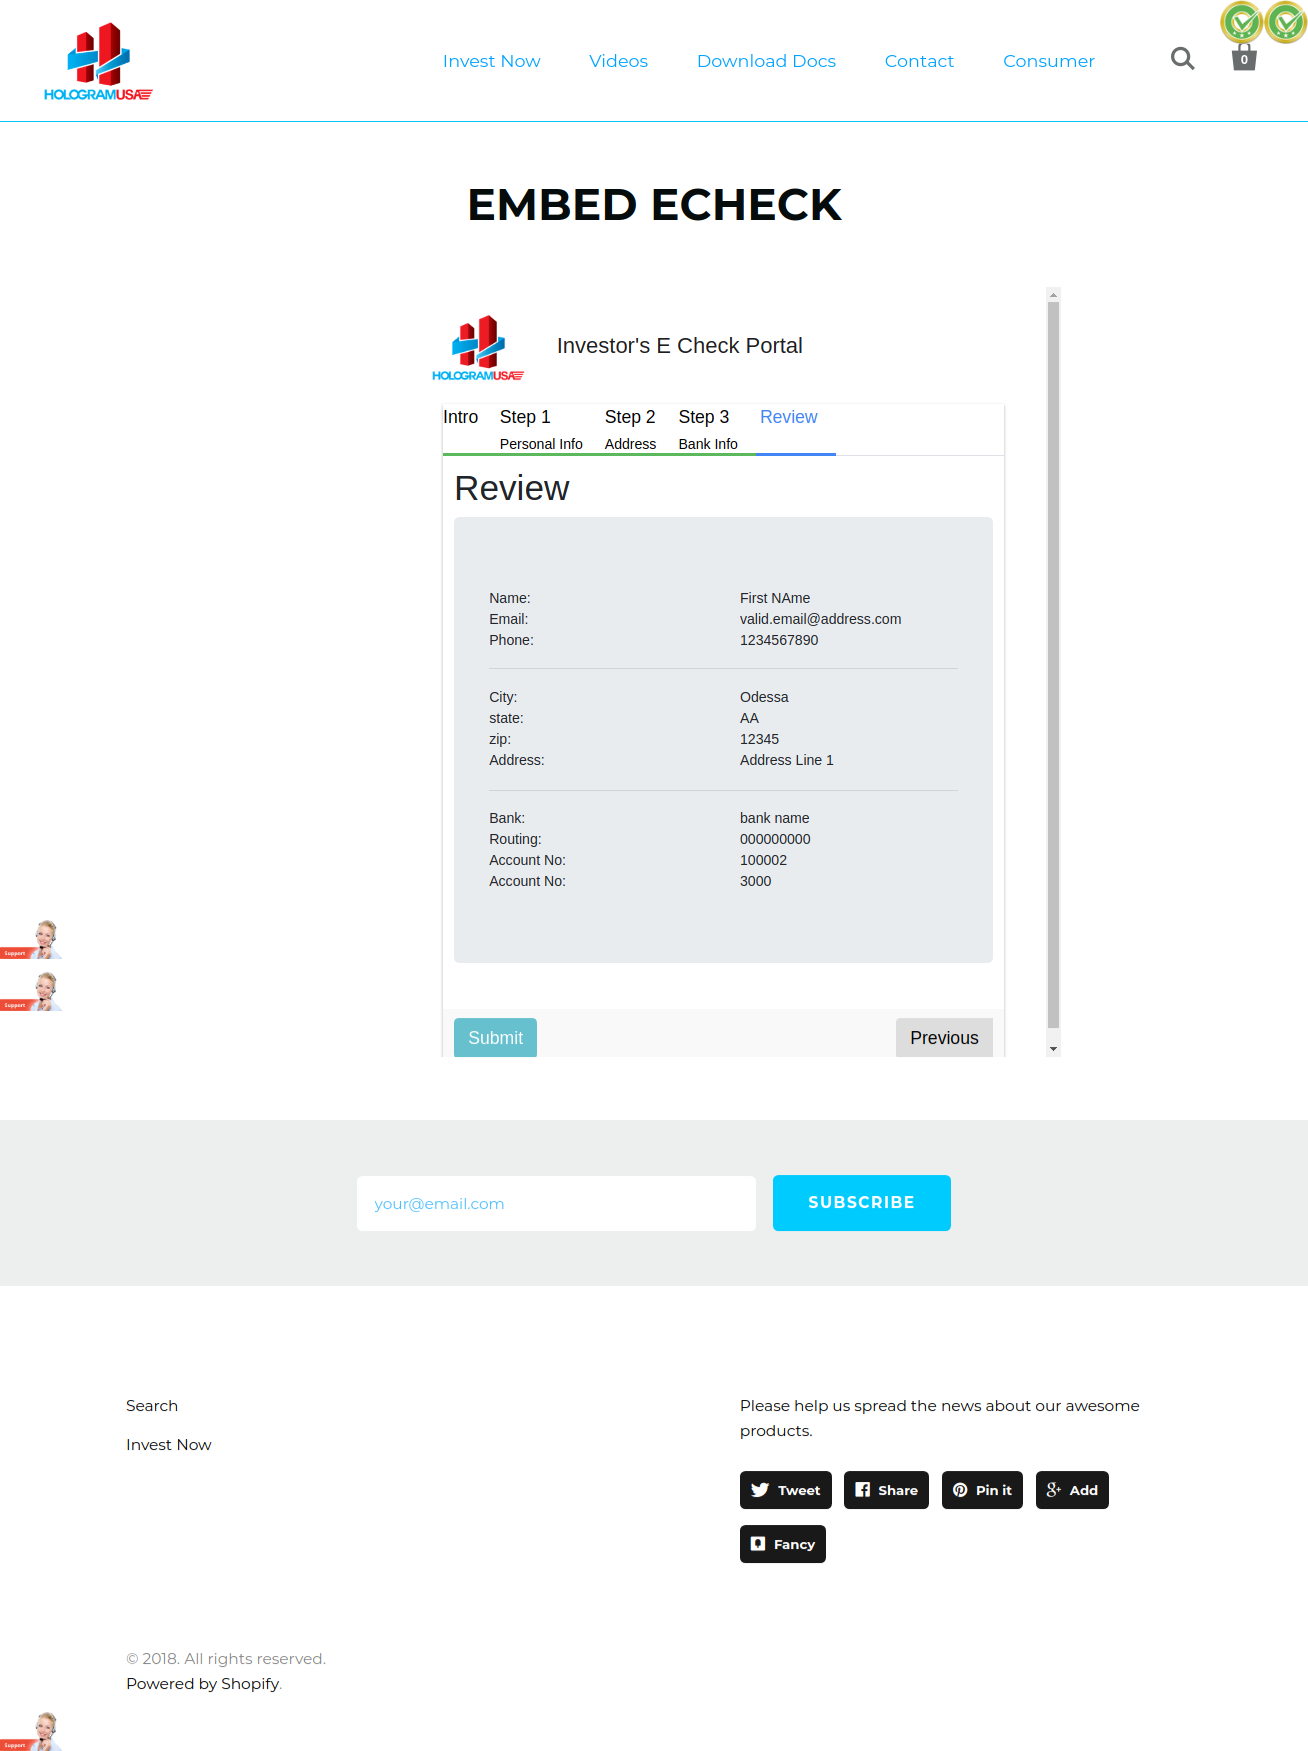 HOLOGRAMUSA
Invest Now Videos Download Docs Contact Consumer
0
EMBED ECHECK
HOLOGRAMUSA
Investor's E Check Portal
Intro Step 1 Step 2 Step 3 Review
Personal Info Address Bank Info
Review
Name: First NAme
Email: valid.email@address.com
Phone: 1234567890
City: Odessa
state: AA
zip: 12345
Address: Address Line 1
Bank: bank name
Routing: 000000000
Account No: 100002
Account No: 3000
Support
Support
Submit Previous
your@email.com SUBSCRIBE
Search
Invest Now
Please help us spread the news about our awesome
products.
Tweet Share Pin it Add
Fancy
© 2018. All rights reserved.
Powered by Shopify.
Support